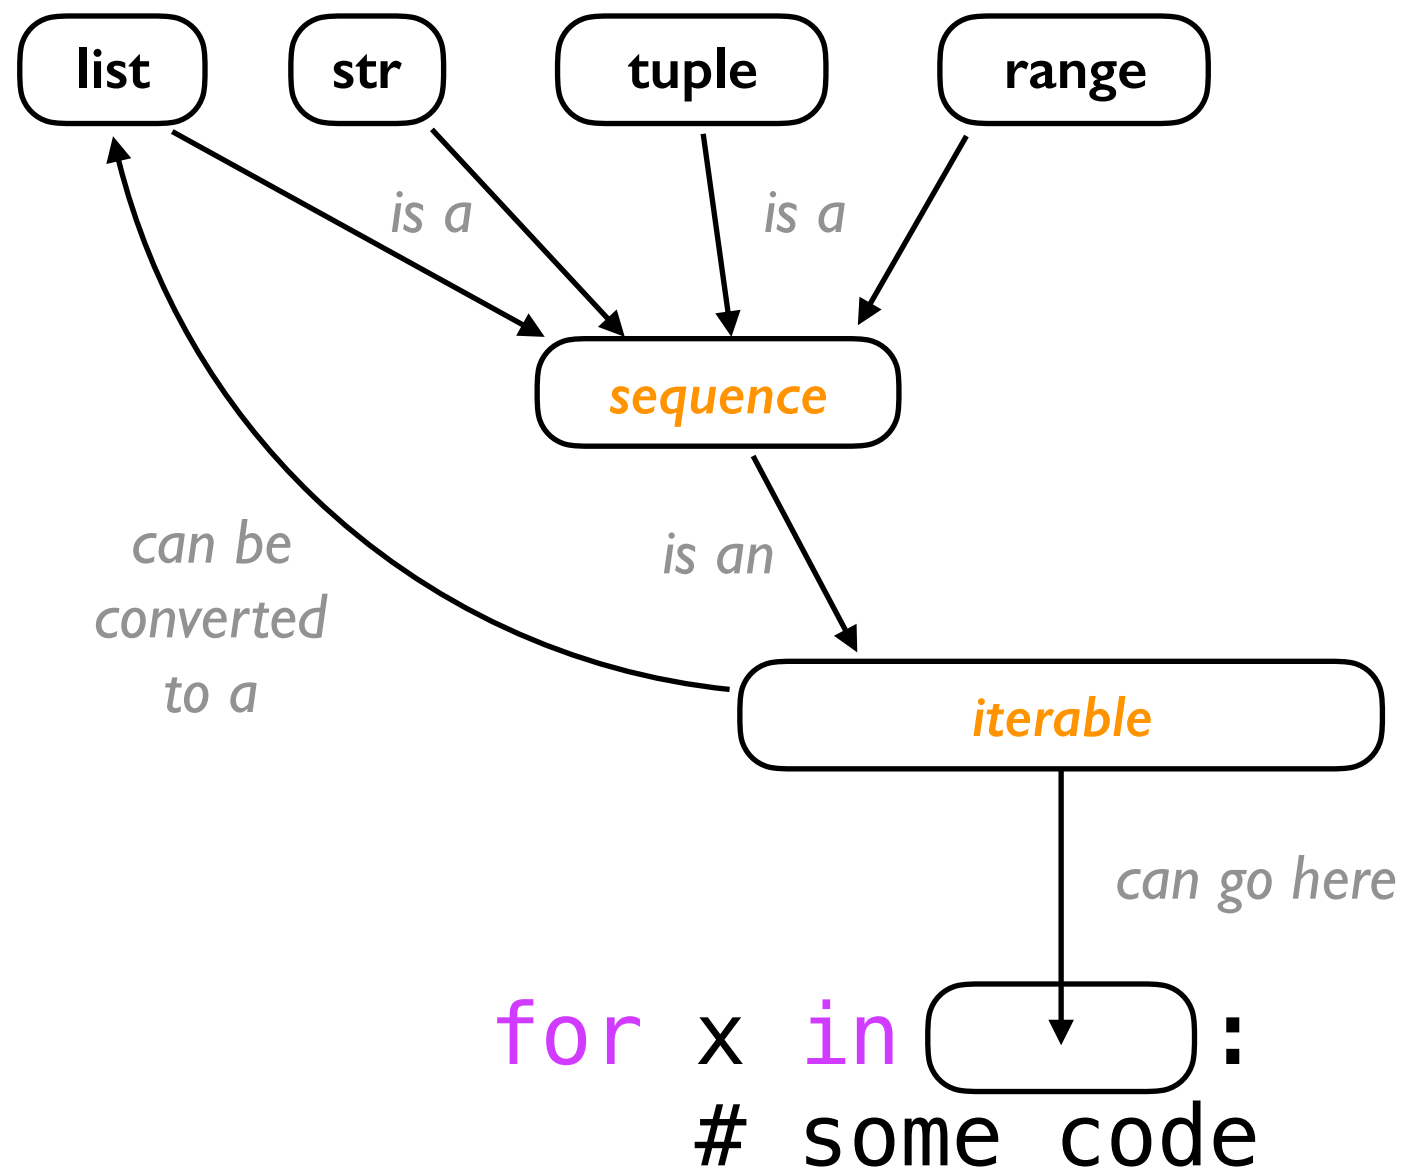 list
str
tuple
range
is a
is a
sequence
is an
can be
converted
to a
iterable
can go here
for x in :
# some code